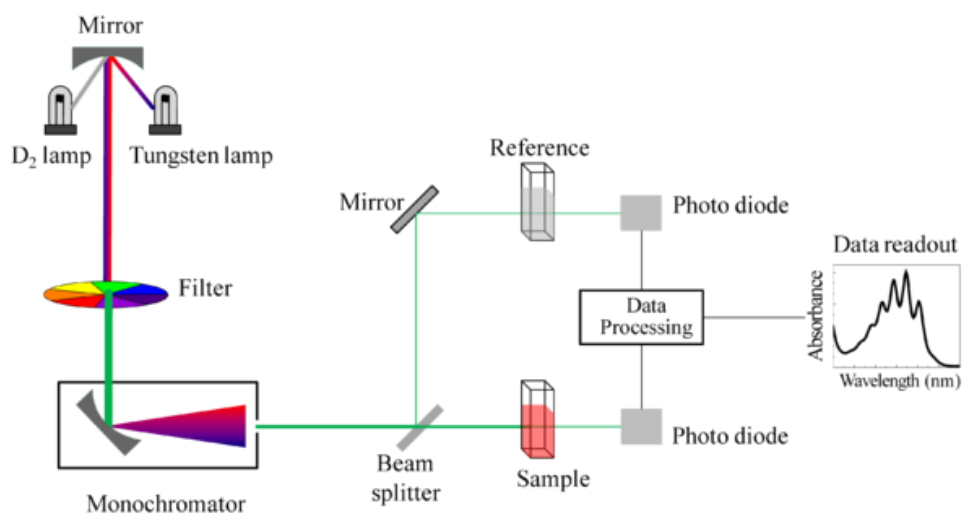 Mirror
D₂ lamp
Tungsten lamp
Filter
Monochromator
Beam
splitter
Mirror
Reference
Sample
Photo diode
Data
Processing
Photo diode
Data readout
Absorbance
Wavelength (nm)